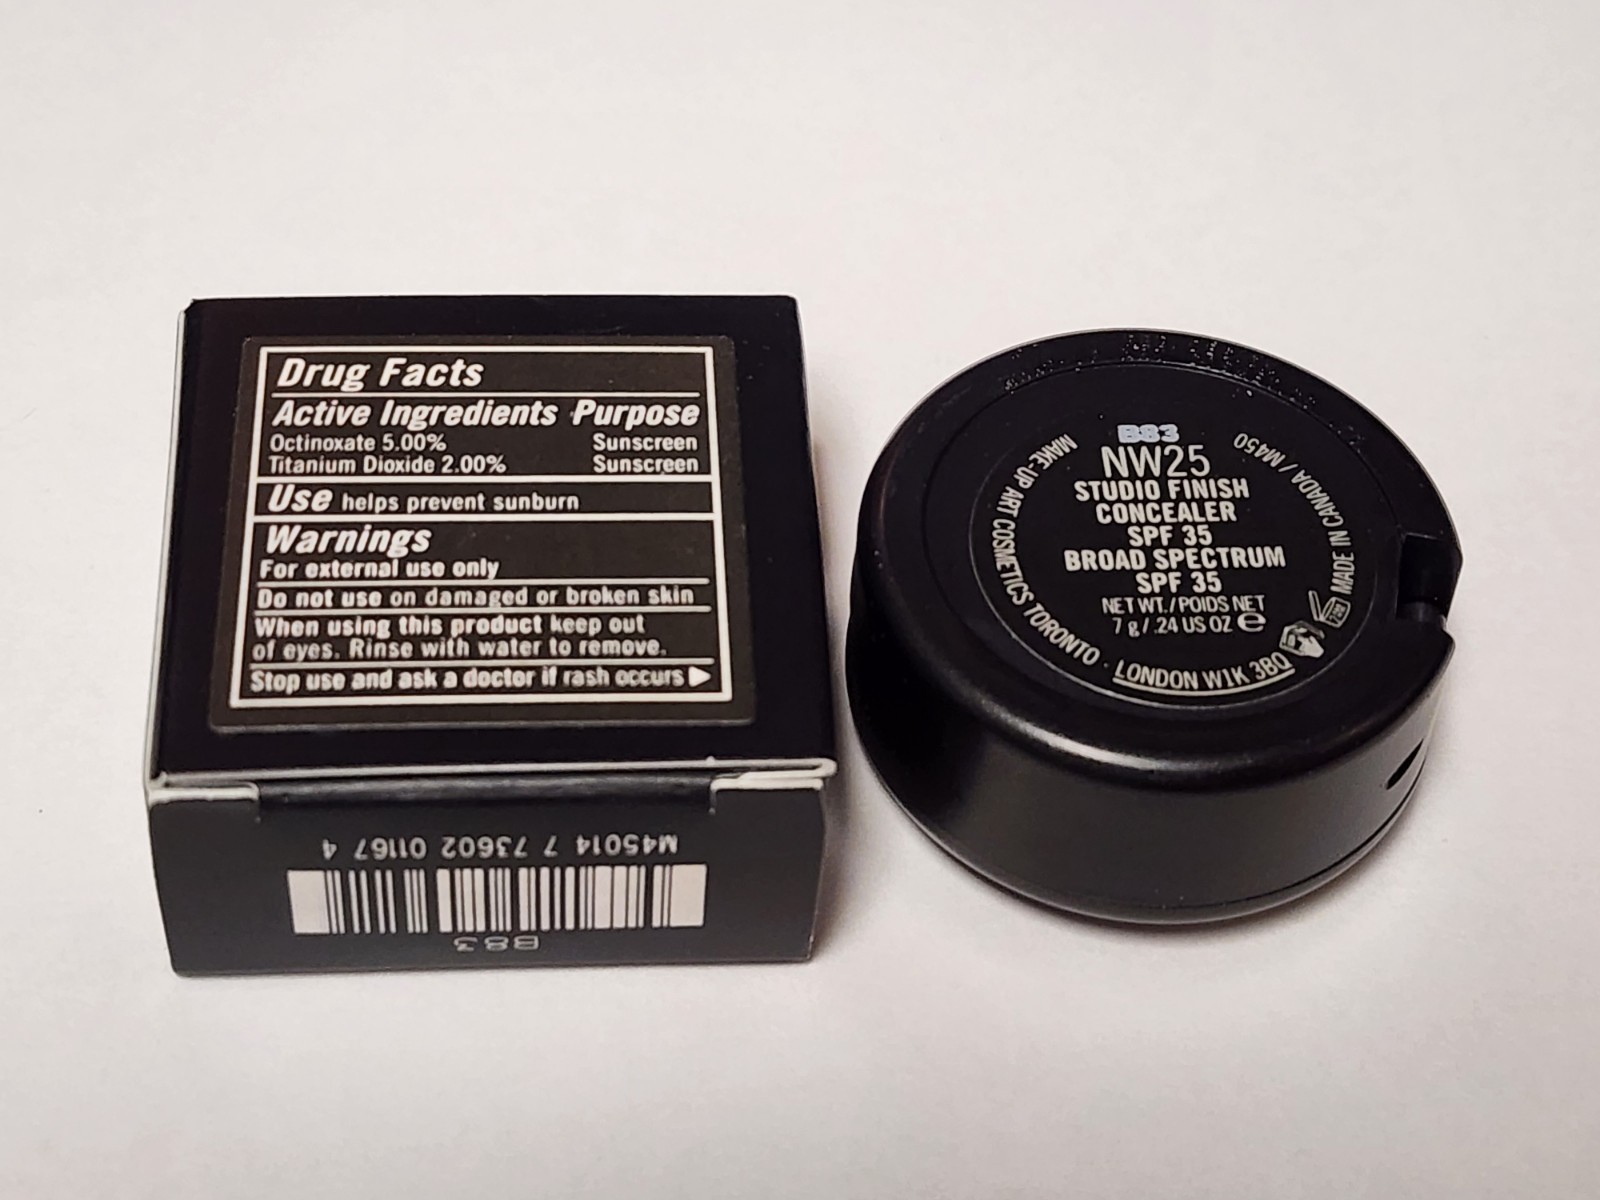 Drug Facts
Active Ingredients Purpose
Octinoxate 5.00% Sunscreen
Titanium Dioxide 2.00% Sunscreen
Use helps prevent sunburn
Warnings
For external use only
Do not use on damaged or broken skin
When using this product keep out
of eyes. Rinse with water to remove.
Stop use and ask a doctor if rash occurs
M45014 7 73602 01167 4
B83
B83
NW25
STUDIO FINISH
CONCEALER
SPF 35
BROAD SPECTRUM
SPF 35
NET WT./POIDS NET
7 g/.24 US OZ e
MAKE-UP ART COSMETICS TORONTO · LONDON W1K 3BQ
MADE IN CANADA / M450